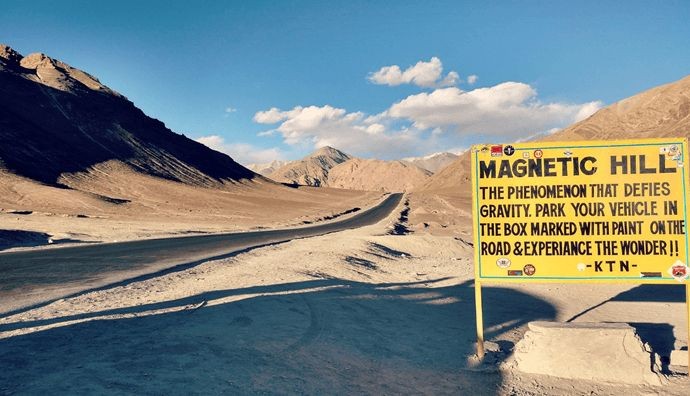 MAGNETIC HILL
THE PHENOMENON THAT DEFIES
GRAVITY. PARK YOUR VEHICLE IN
THE BOX MARKED WITH PAINT ON THE
ROAD & EXPERIANCE THE WONDER!!
-KTN-